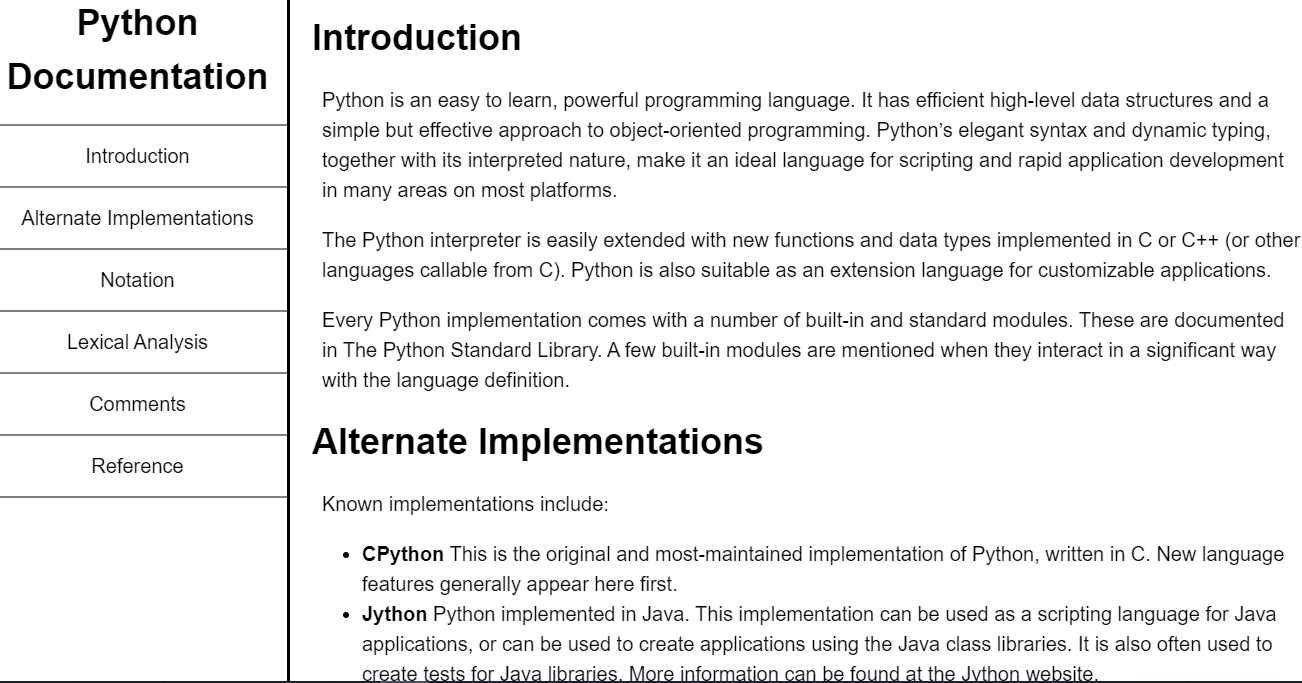 Python
Documentation
Introduction
Alternate Implementations
Notation
Lexical Analysis
Comments
Reference
Introduction
Python is an easy to learn, powerful programming language. It has efficient high-level data structures and a
simple but effective approach to object-oriented programming. Python’s elegant syntax and dynamic typing,
together with its interpreted nature, make it an ideal language for scripting and rapid application development
in many areas on most platforms.
The Python interpreter is easily extended with new functions and data types implemented in C or C++ (or other
languages callable from C). Python is also suitable as an extension language for customizable applications.
Every Python implementation comes with a number of built-in and standard modules. These are documented
in The Python Standard Library. A few built-in modules are mentioned when they interact in a significant way
with the language definition.
Alternate Implementations
Known implementations include:
• CPython This is the original and most-maintained implementation of Python, written in C. New language
features generally appear here first.
• Jython Python implemented in Java. This implementation can be used as a scripting language for Java
applications, or can be used to create applications using the Java class libraries. It is also often used to
create tests for Java libraries. More information can be found at the Jython website.